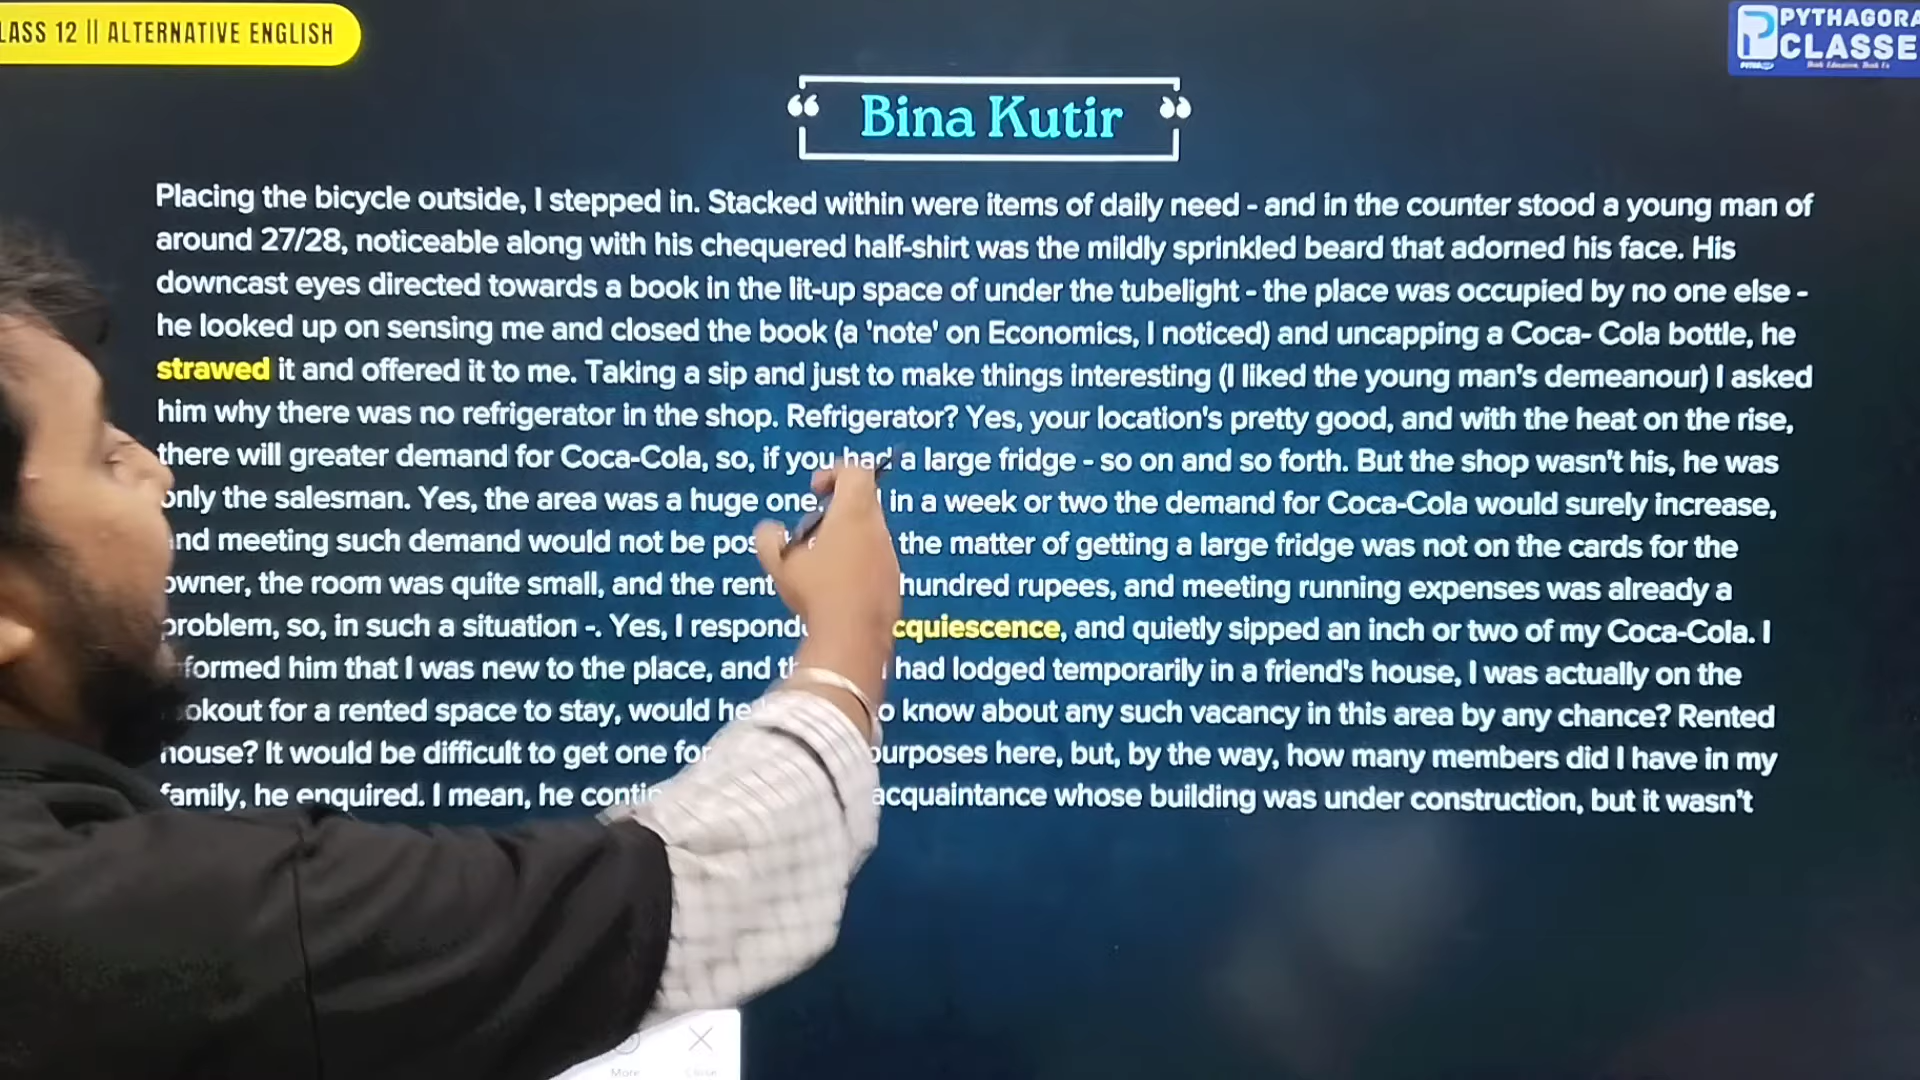 LASS 12 || ALTERNATIVE ENGLISH
PYTHAGORA
CLASSE
“ Bina Kutir ”
Placing the bicycle outside, I stepped in. Stacked within were items of daily need - and in the counter stood a young man of
around 27/28, noticeable along with his chequered half-shirt was the mildly sprinkled beard that adorned his face. His
downcast eyes directed towards a book in the lit-up space of under the tubelight - the place was occupied by no one else -
he looked up on sensing me and closed the book (a 'note' on Economics, I noticed) and uncapping a Coca- Cola bottle, he
strawed it and offered it to me. Taking a sip and just to make things interesting (I liked the young man's demeanour) I asked
him why there was no refrigerator in the shop. Refrigerator? Yes, your location's pretty good, and with the heat on the rise,
there will greater demand for Coca-Cola, so, if you had a large fridge - so on and so forth. But the shop wasn't his, he was
only the salesman. Yes, the area was a huge one, in a week or two the demand for Coca-Cola would surely increase,
nd meeting such demand would not be pos the matter of getting a large fridge was not on the cards for the
owner, the room was quite small, and the rent hundred rupees, and meeting running expenses was already a
problem, so, in such a situation -. Yes, I respond cquiescence, and quietly sipped an inch or two of my Coca-Cola. I
formed him that I was new to the place, and th had lodged temporarily in a friend's house, I was actually on the
okout for a rented space to stay, would he o know about any such vacancy in this area by any chance? Rented
house? It would be difficult to get one for purposes here, but, by the way, how many members did I have in my
family, he enquired. I mean, he contin acquaintance whose building was under construction, but it wasn't
More Close